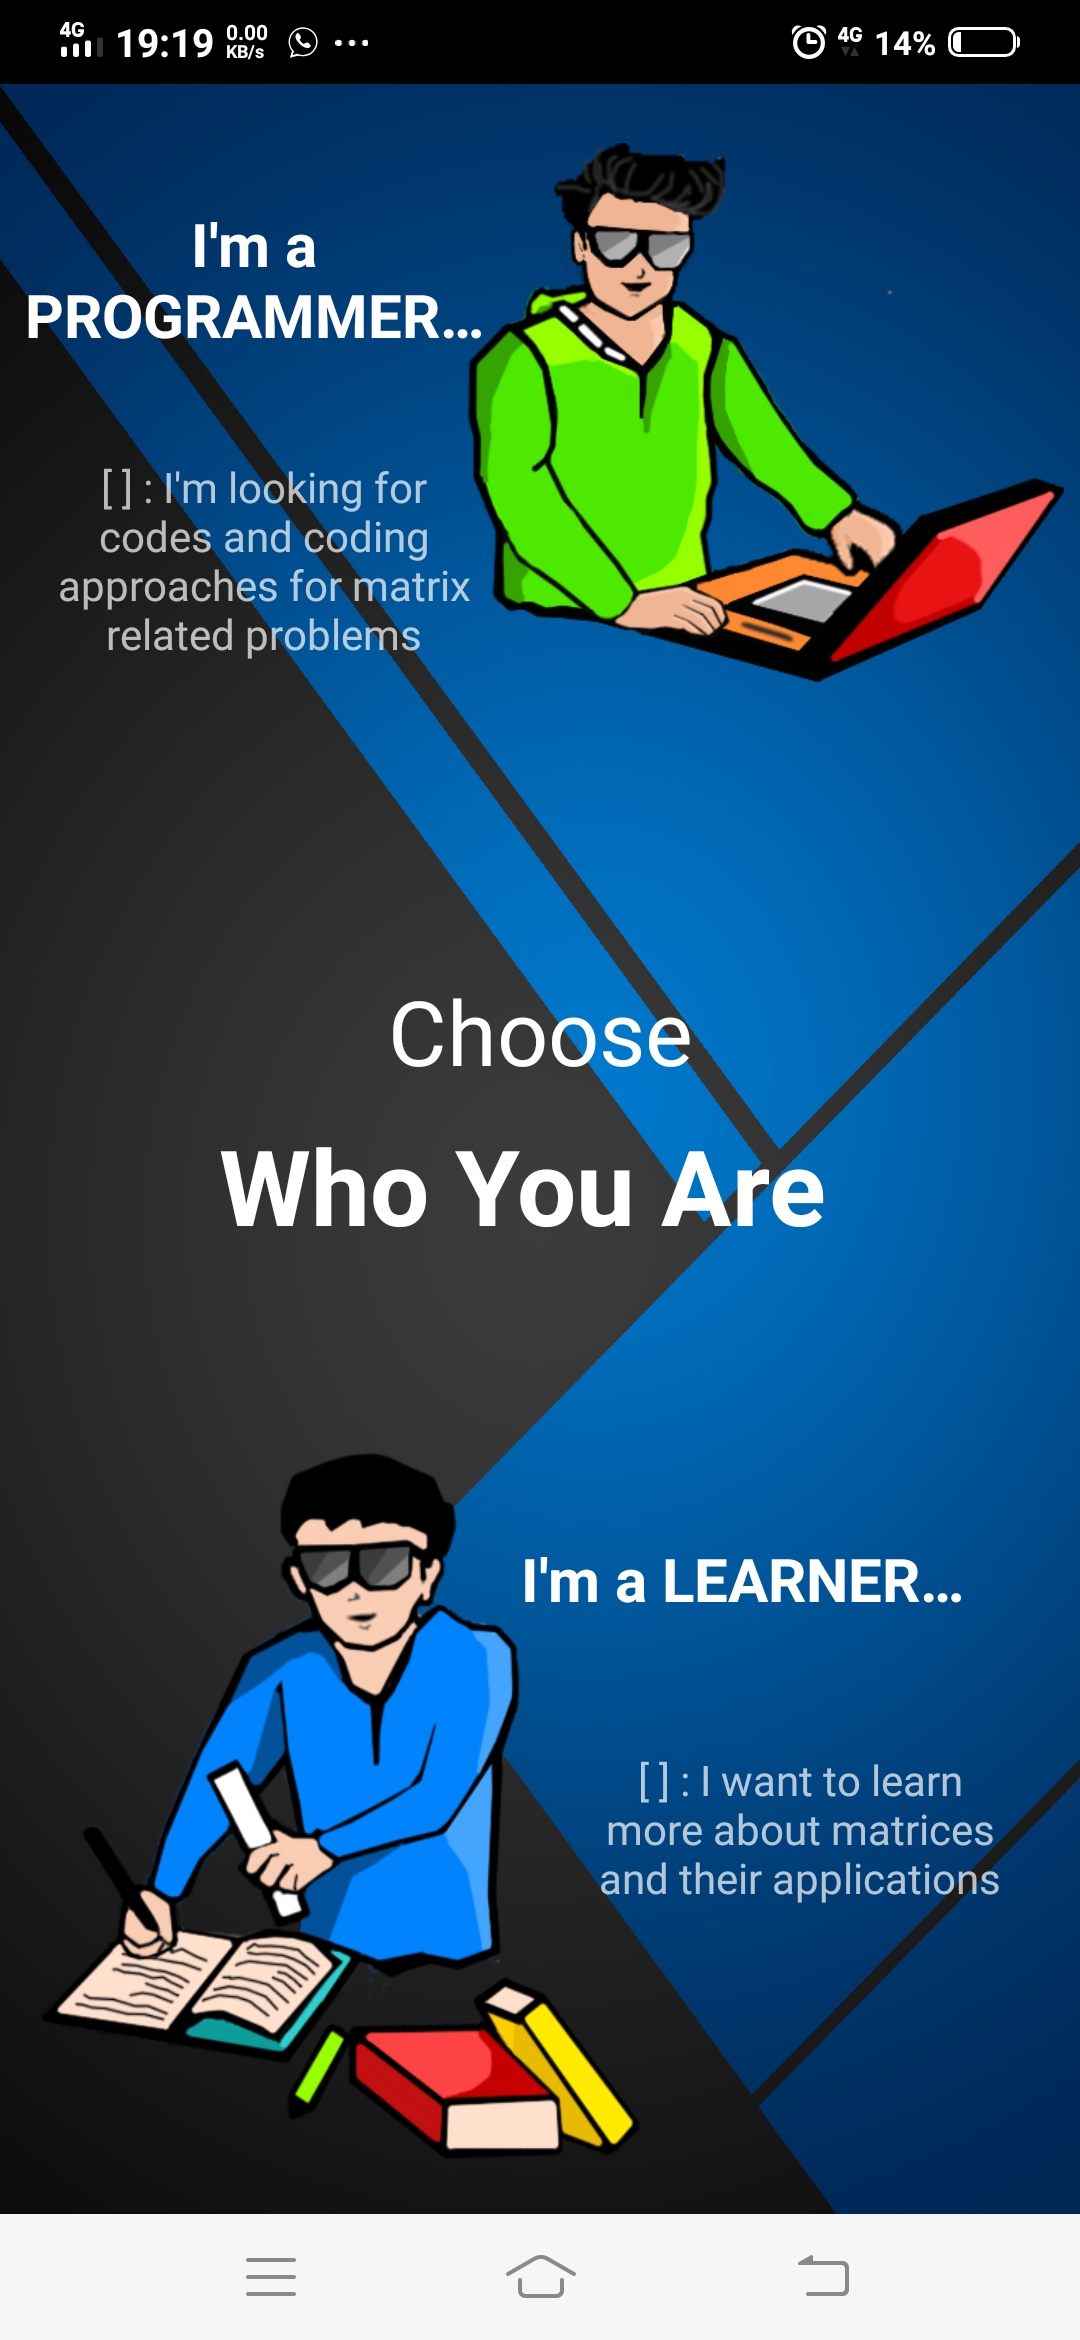 4G 19:19 0.00 KB/s 4G 14%
I'm a
PROGRAMMER...
[ ] : I'm looking for
codes and coding
approaches for matrix
related problems
Choose
Who You Are
I'm a LEARNER...
[ ] : I want to learn
more about matrices
and their applications